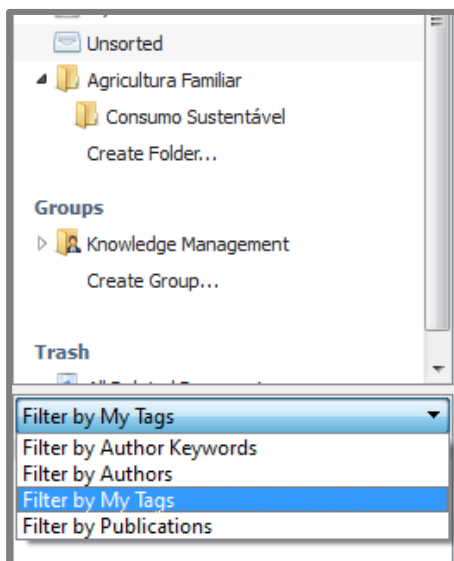 Unsorted
Agricultura Familiar
Consumo Sustentável
Create Folder...
Groups
Knowledge Management
Create Group...
Trash
Filter by My Tags
Filter by Author Keywords
Filter by Authors
Filter by My Tags
Filter by Publications